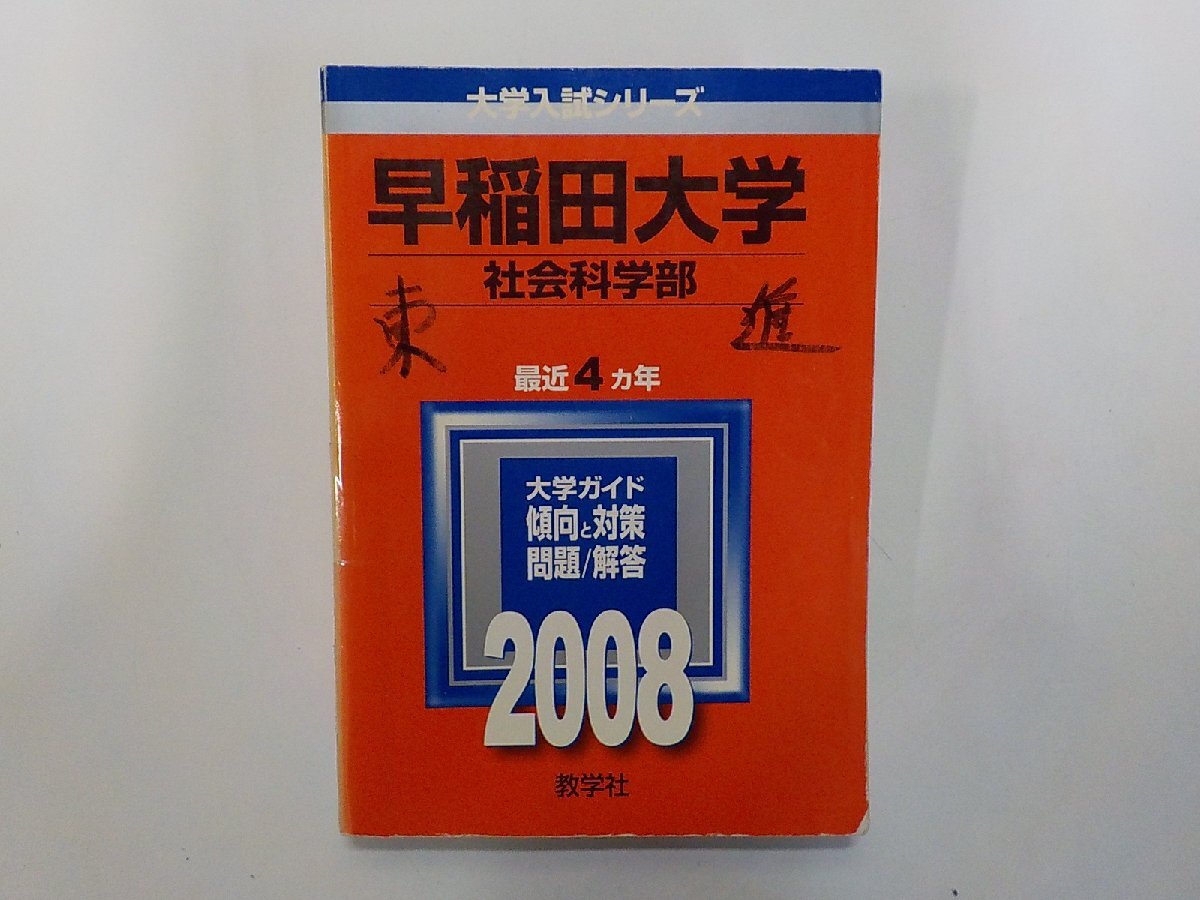 大学入試シリーズ
早稲田大学
社会科学部
東 進
最近4ヵ年
大学ガイド
傾向と対策
問題/解答
2008
教学社